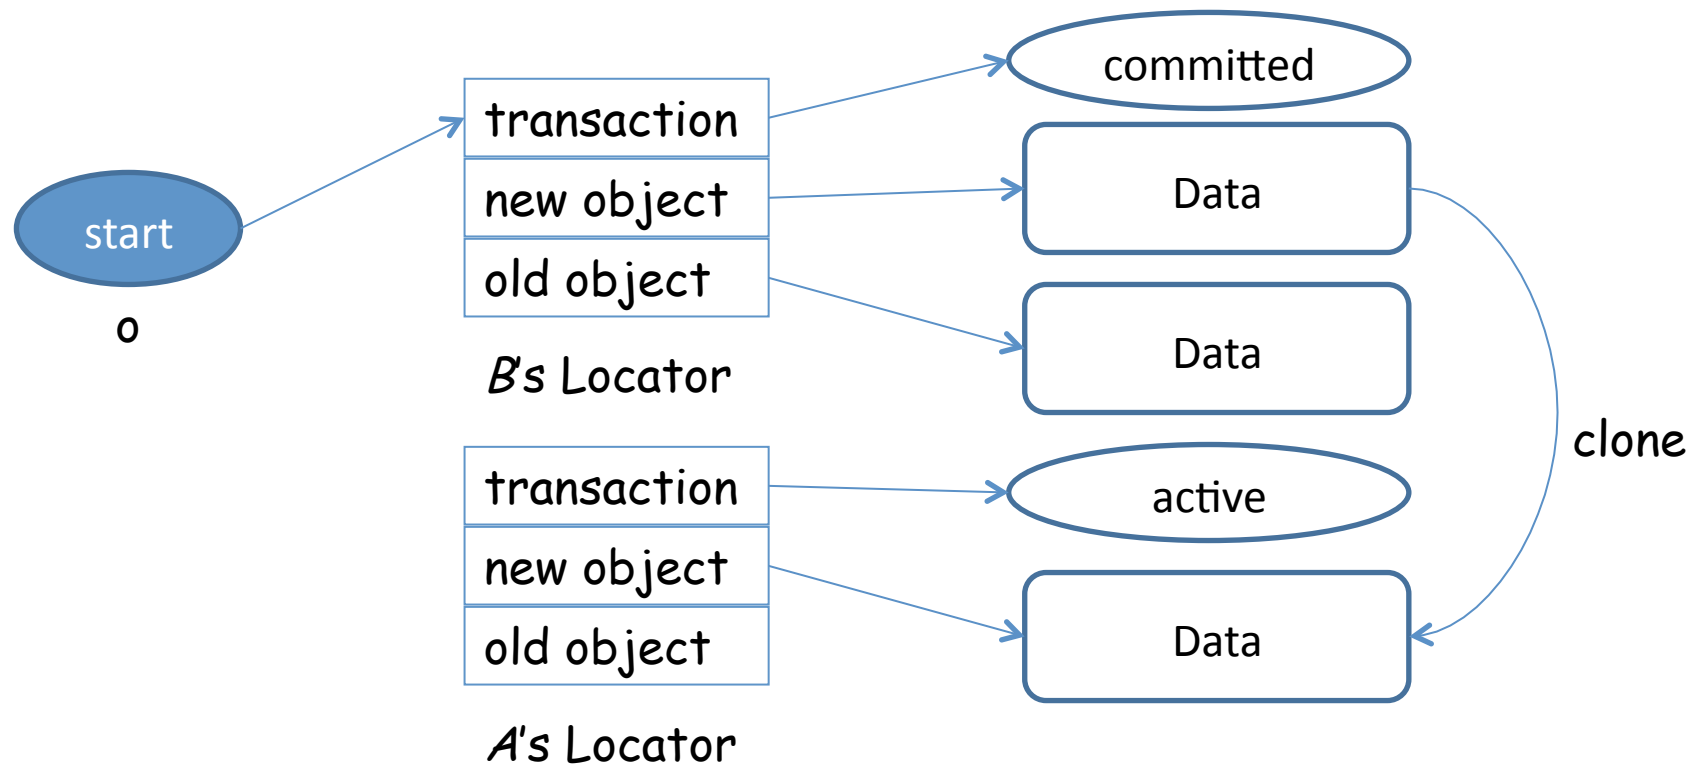 start
o
transaction
new object
old object
B's Locator
committed
Data
Data
clone
transaction
new object
old object
A's Locator
active
Data